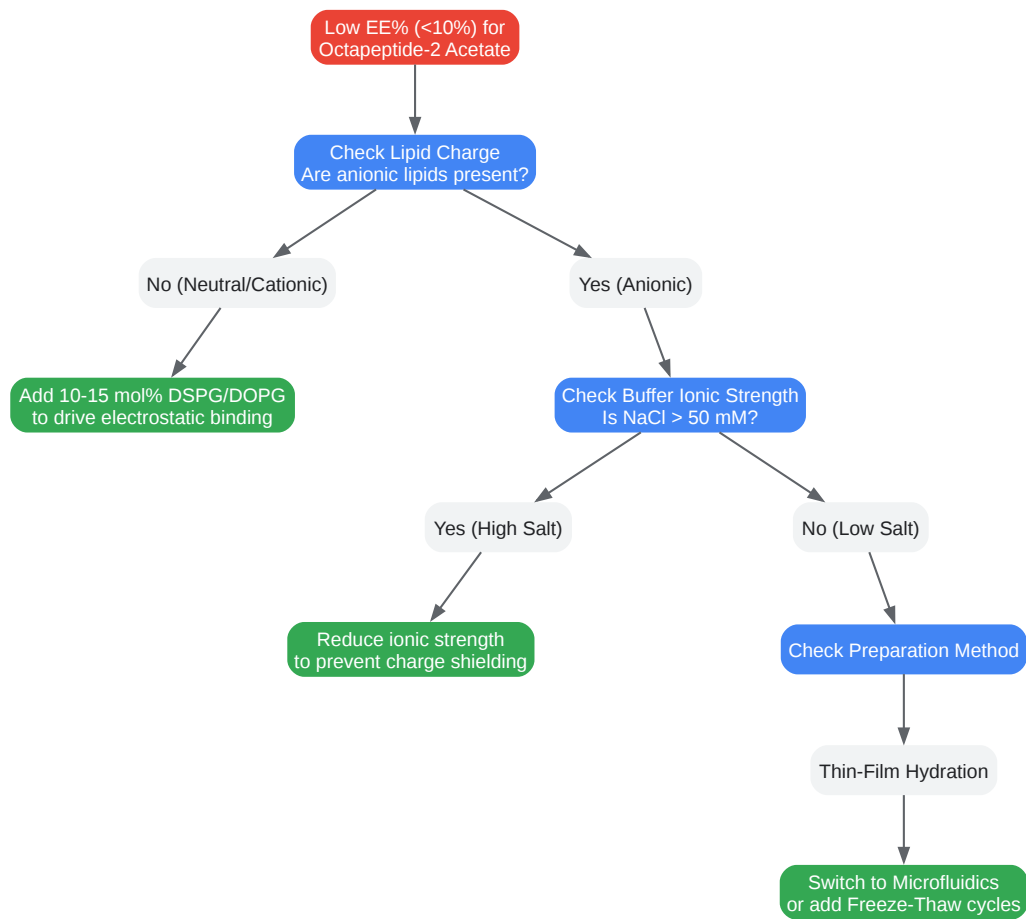 Low EE% (<10%) for
Octapeptide-2 Acetate
Check Lipid Charge
Are anionic lipids present?
No (Neutral/Cationic)
Yes (Anionic)
Add 10-15 mol% DSPG/DOPG
to drive electrostatic binding
Check Buffer Ionic Strength
Is NaCl > 50 mM?
Yes (High Salt)
No (Low Salt)
Reduce ionic strength
to prevent charge shielding
Check Preparation Method
Thin-Film Hydration
Switch to Microfluidics
or add Freeze-Thaw cycles